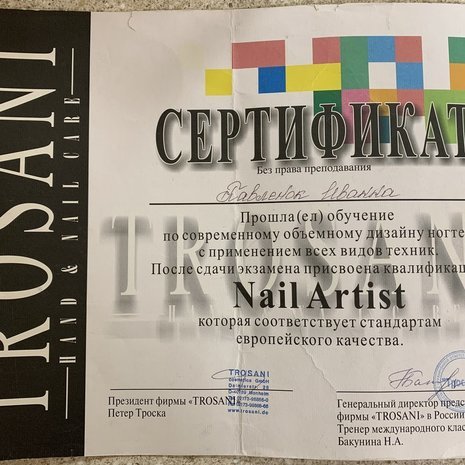 TROSANI
HAND & NAIL CARE
СЕРТИФИКАТ
Без права преподавания
Павленок Иванна
Прошла(ел) обучение
по современному объемному дизайну ногте
с применением всех видов техник.
После сдачи экзамена присвоена квалификац
Nail Artist
которая соответствует стандартам
европейского качества.
TROSANI
Cosmetics GmbH
www.trosani.de
Президент фирмы «TROSANI
Петер Троска
Генеральный директор предс
фирмы «TROSANI» в России
Тренер международного клас
Бакунина Н.А.